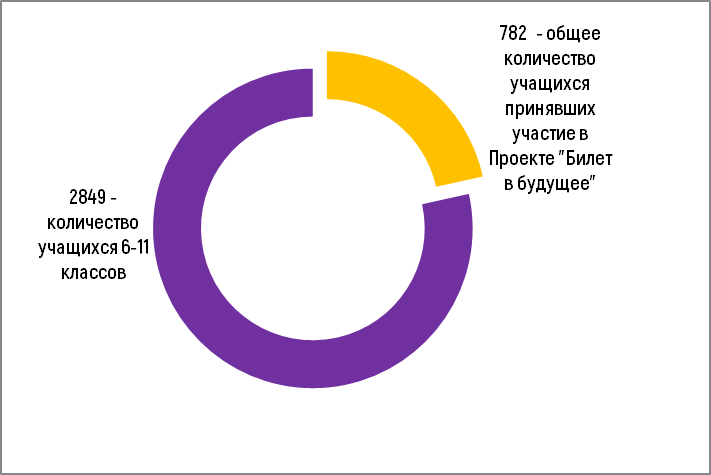 782 - общее
количество
учащихся
принявших
участие в
Проекте "Билет
в будущее"
2849 -
количество
учащихся 6-11
классов